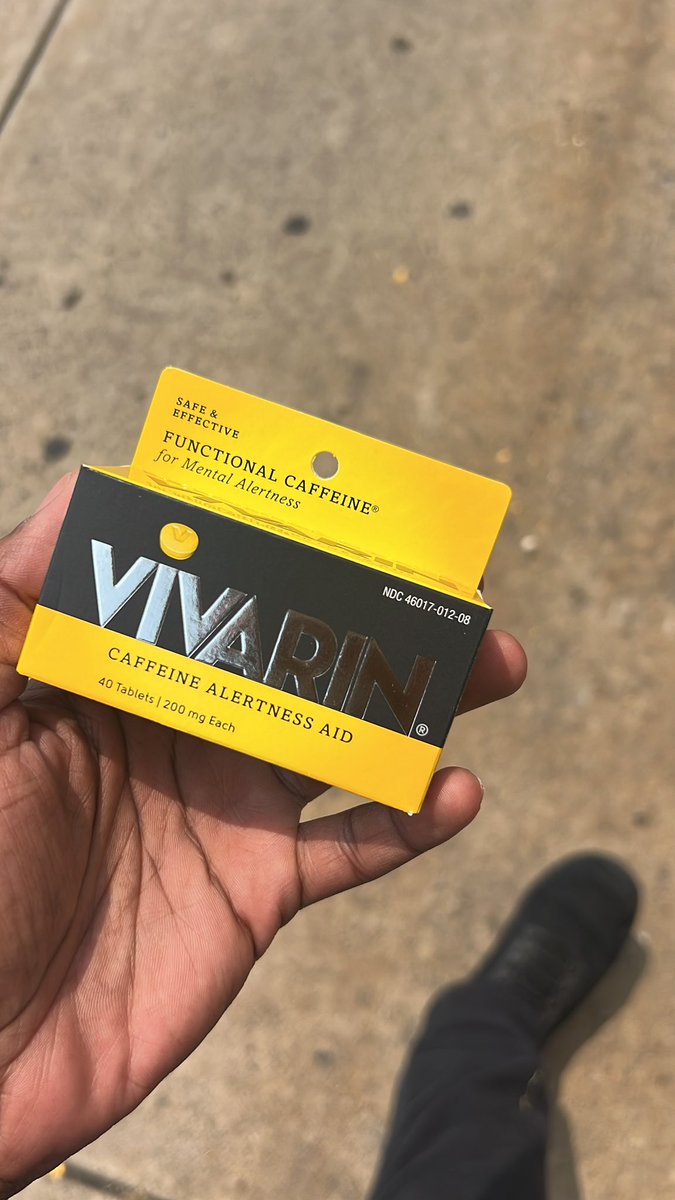 SAFE &
EFFECTIVE
FUNCTIONAL CAFFEINE®
for Mental Alertness
NDC 46017-012-08
VIVARIN®
CAFFEINE ALERTNESS AID
40 Tablets | 200 mg Each